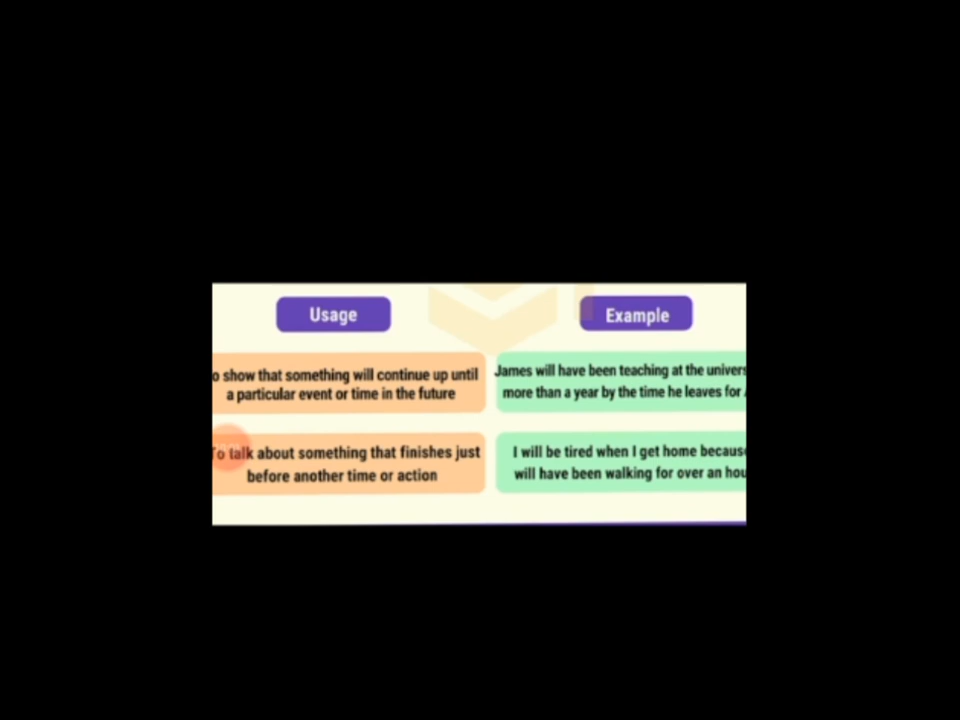 Usage
Example
o show that something will continue up until
a particular event or time in the future
James will have been teaching at the univers
more than a year by the time he leaves for
To talk about something that finishes just
before another time or action
I will be tired when I get home becaus
will have been walking for over an hou